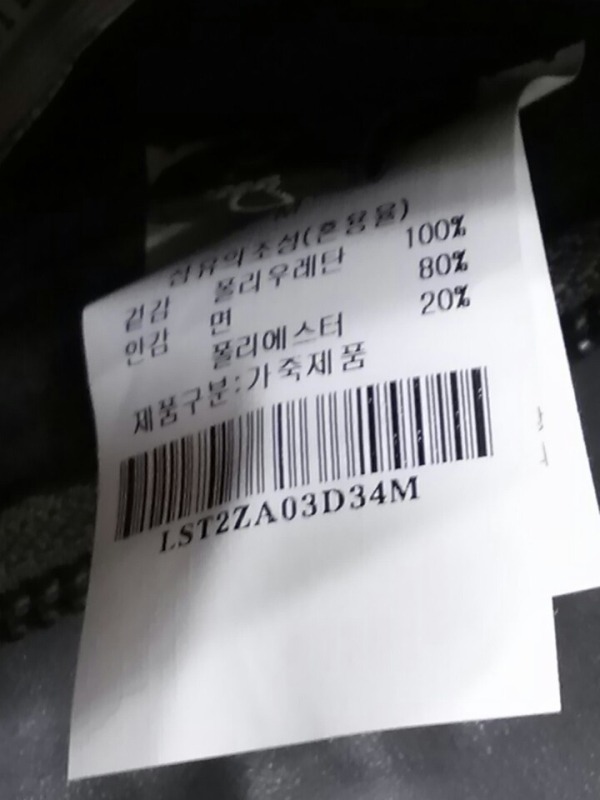 섬유의조성(혼용율)
겉감 폴리우레탄 100%
안감 면 80%
폴리에스터 20%
제품구분:가죽제품
LST2ZA03D34M